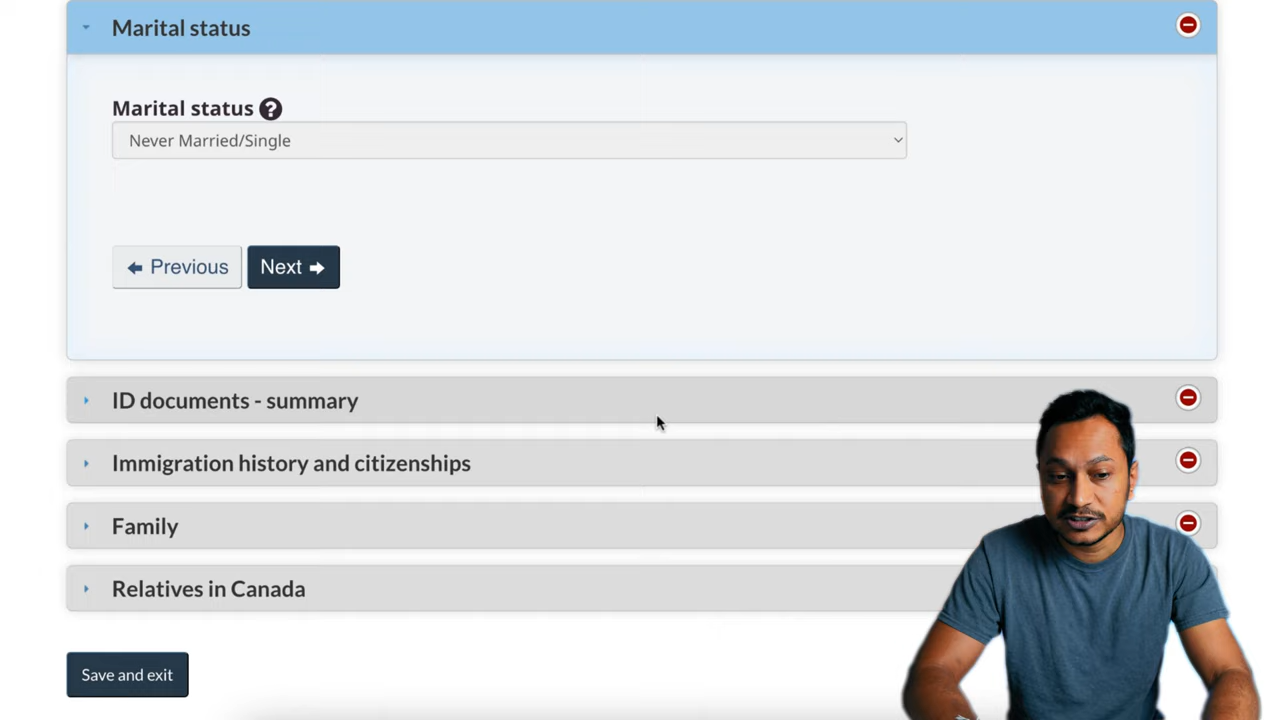 Marital status
Marital status ?
Never Married/Single
Previous
Next
ID documents - summary
Immigration history and citizenships
Family
Relatives in Canada
Save and exit